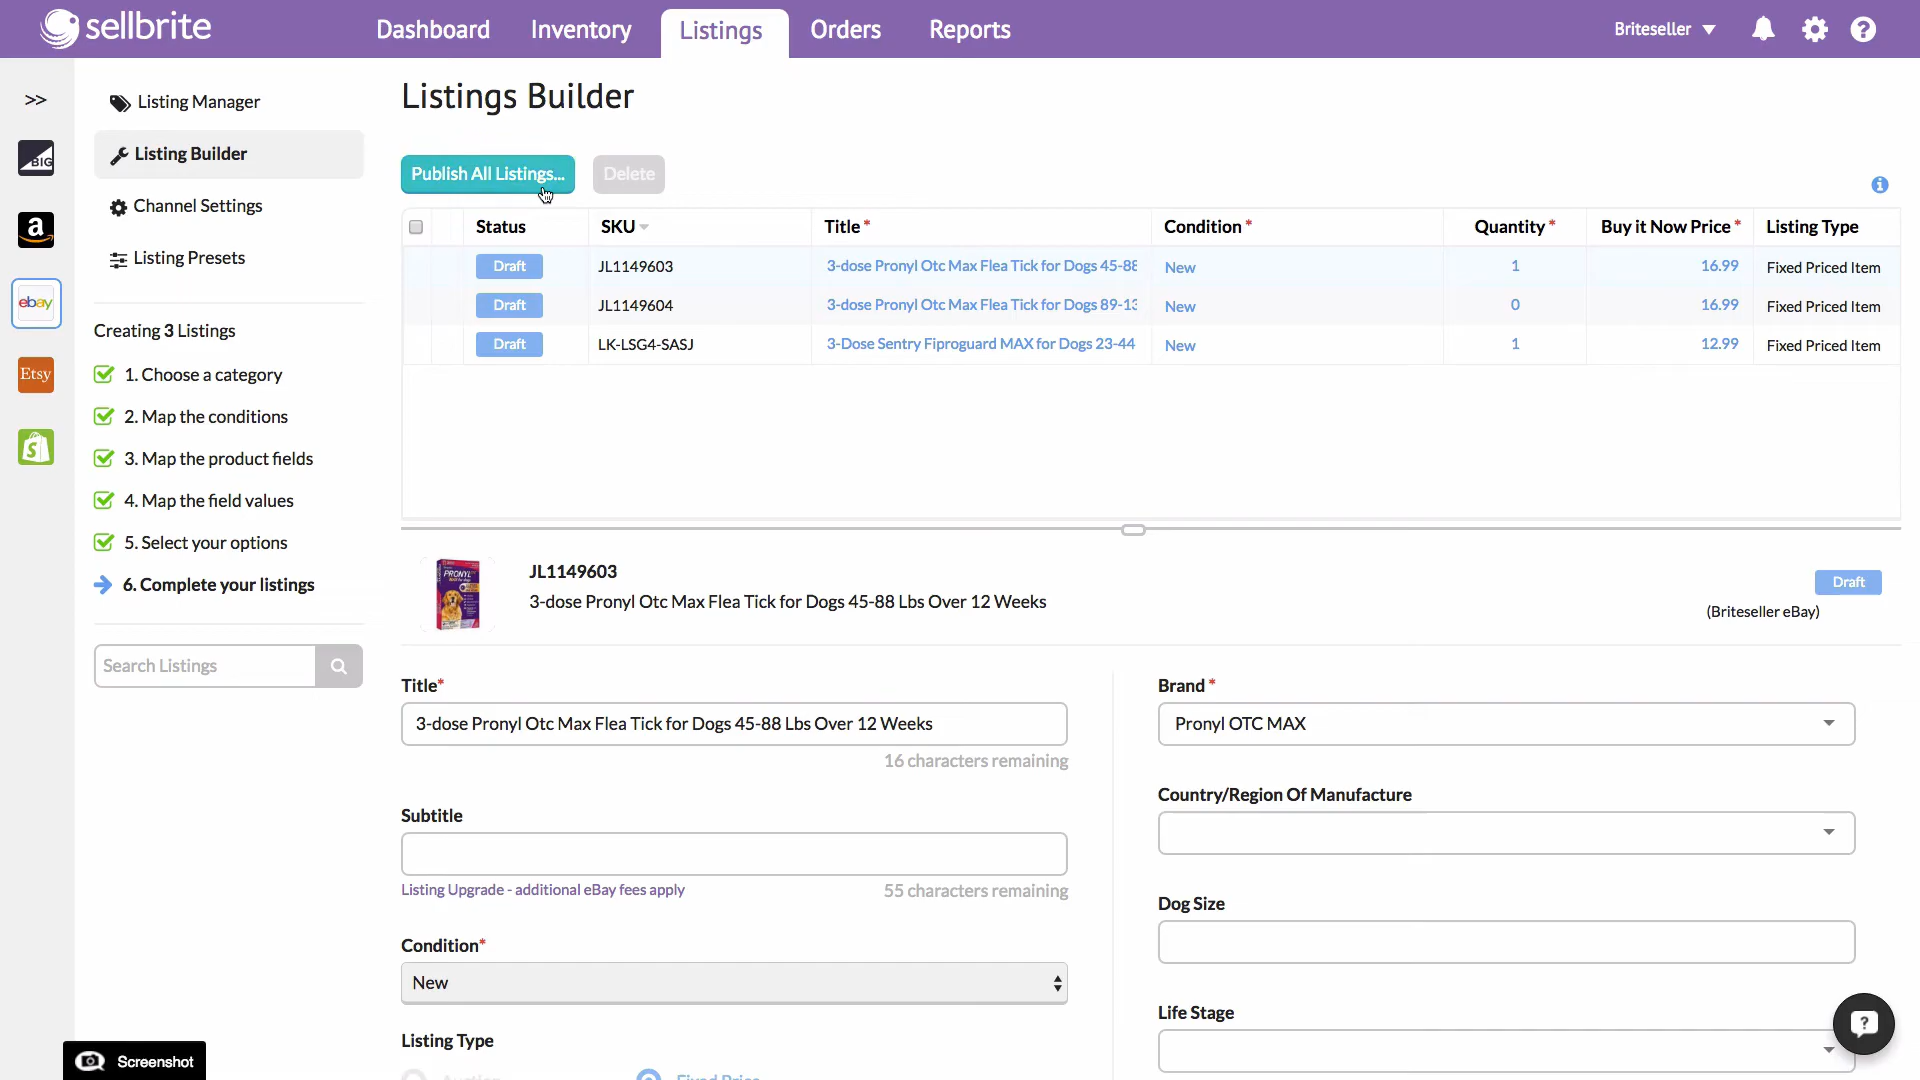 sellbrite
Dashboard
Inventory
Listings
Orders
Reports
Briteseller
>>
BIG
a
ebay
Etsy
Listing Manager
Listing Builder
Channel Settings
Listing Presets
Creating 3 Listings
1. Choose a category
2. Map the conditions
3. Map the product fields
4. Map the field values
5. Select your options
6. Complete your listings
Search Listings
Listings Builder
Publish All Listings...
Delete
Status SKU Title* Condition* Quantity* Buy it Now Price* Listing Type
Draft JL1149603 3-dose Pronyl Otc Max Flea Tick for Dogs 45-88 New 1 16.99 Fixed Priced Item
Draft JL1149604 3-dose Pronyl Otc Max Flea Tick for Dogs 89-13 New 0 16.99 Fixed Priced Item
Draft LK-LSG4-SASJ 3-Dose Sentry Fiproguard MAX for Dogs 23-44 New 1 12.99 Fixed Priced Item
PRONYL
JL1149603
3-dose Pronyl Otc Max Flea Tick for Dogs 45-88 Lbs Over 12 Weeks
Draft
(Briteseller eBay)
Title*
3-dose Pronyl Otc Max Flea Tick for Dogs 45-88 Lbs Over 12 Weeks
16 characters remaining
Subtitle
Listing Upgrade - additional eBay fees apply
55 characters remaining
Condition*
New
Listing Type
Auction
Fixed Price
Brand *
Pronyl OTC MAX
Country/Region Of Manufacture
Dog Size
Life Stage
Screenshot